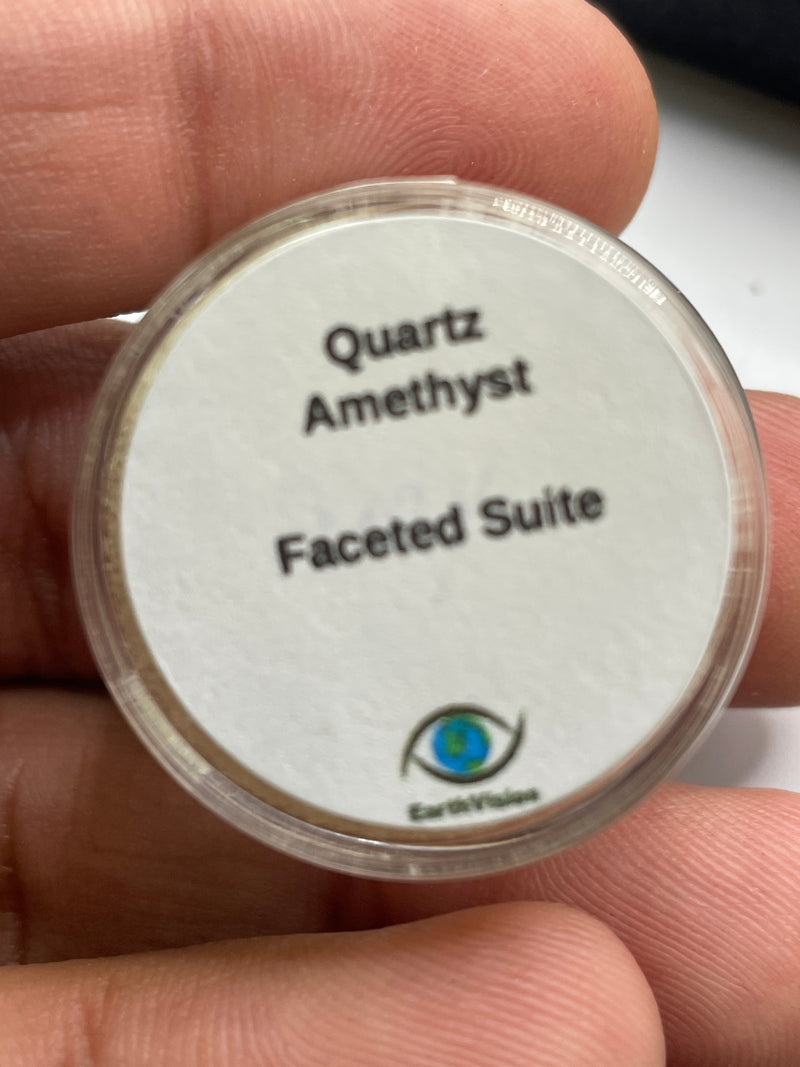 Quartz
Amethyst
Faceted Suite
EarthVision